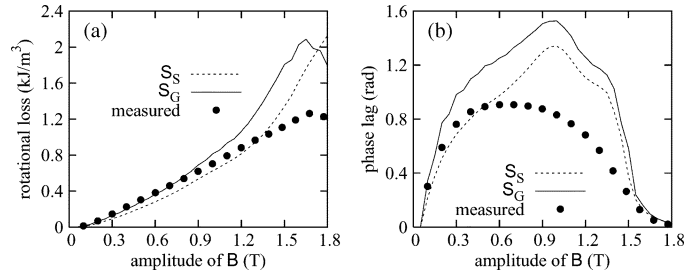 (a)
rotational loss (kJ/m³)
2.4
2
1.6
1.2
0.8
0.4
0
S_S
S_G
measured
0 0.3 0.6 0.9 1.2 1.5 1.8
amplitude of B (T)
(b)
phase lag (rad)
1.6
1.2
0.8
0.4
0
S_S
S_G
measured
0 0.3 0.6 0.9 1.2 1.5 1.8
amplitude of B (T)